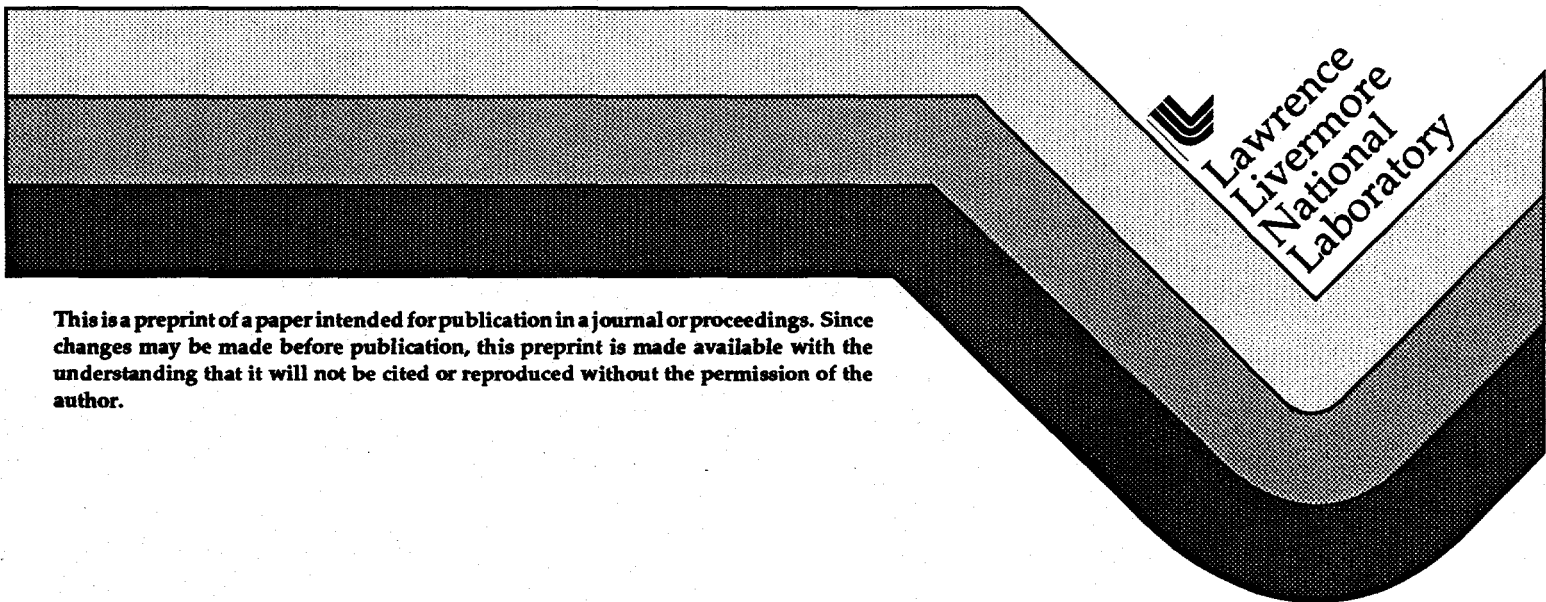 Lawrence
Livermore
National
Laboratory
This is a preprint of a paper intended for publication in a journal or proceedings. Since
changes may be made before publication, this preprint is made available with the
understanding that it will not be cited or reproduced without the permission of the
author.